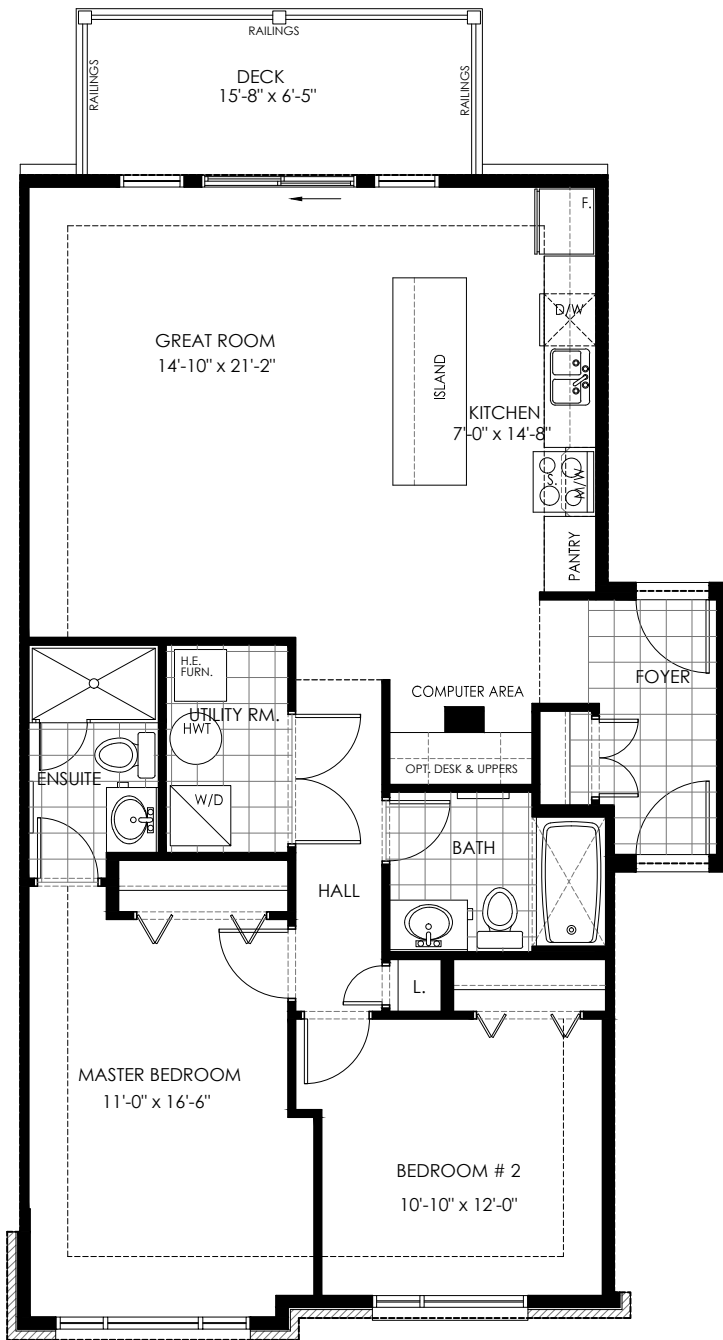 RAILINGS
RAILINGS
RAILINGS
DECK
15'-8" x 6'-5"
F.
D/W
GREAT ROOM
14'-10" x 21'-2"
ISLAND
KITCHEN
7'-0" x 14'-8"
S.
M/W
PANTRY
H.E.
FURN.
UTILITY RM.
HWT
W/D
ENSUITE
COMPUTER AREA
OPT. DESK & UPPERS
FOYER
BATH
HALL
L.
MASTER BEDROOM
11'-0" x 16'-6"
BEDROOM # 2
10'-10" x 12'-0"